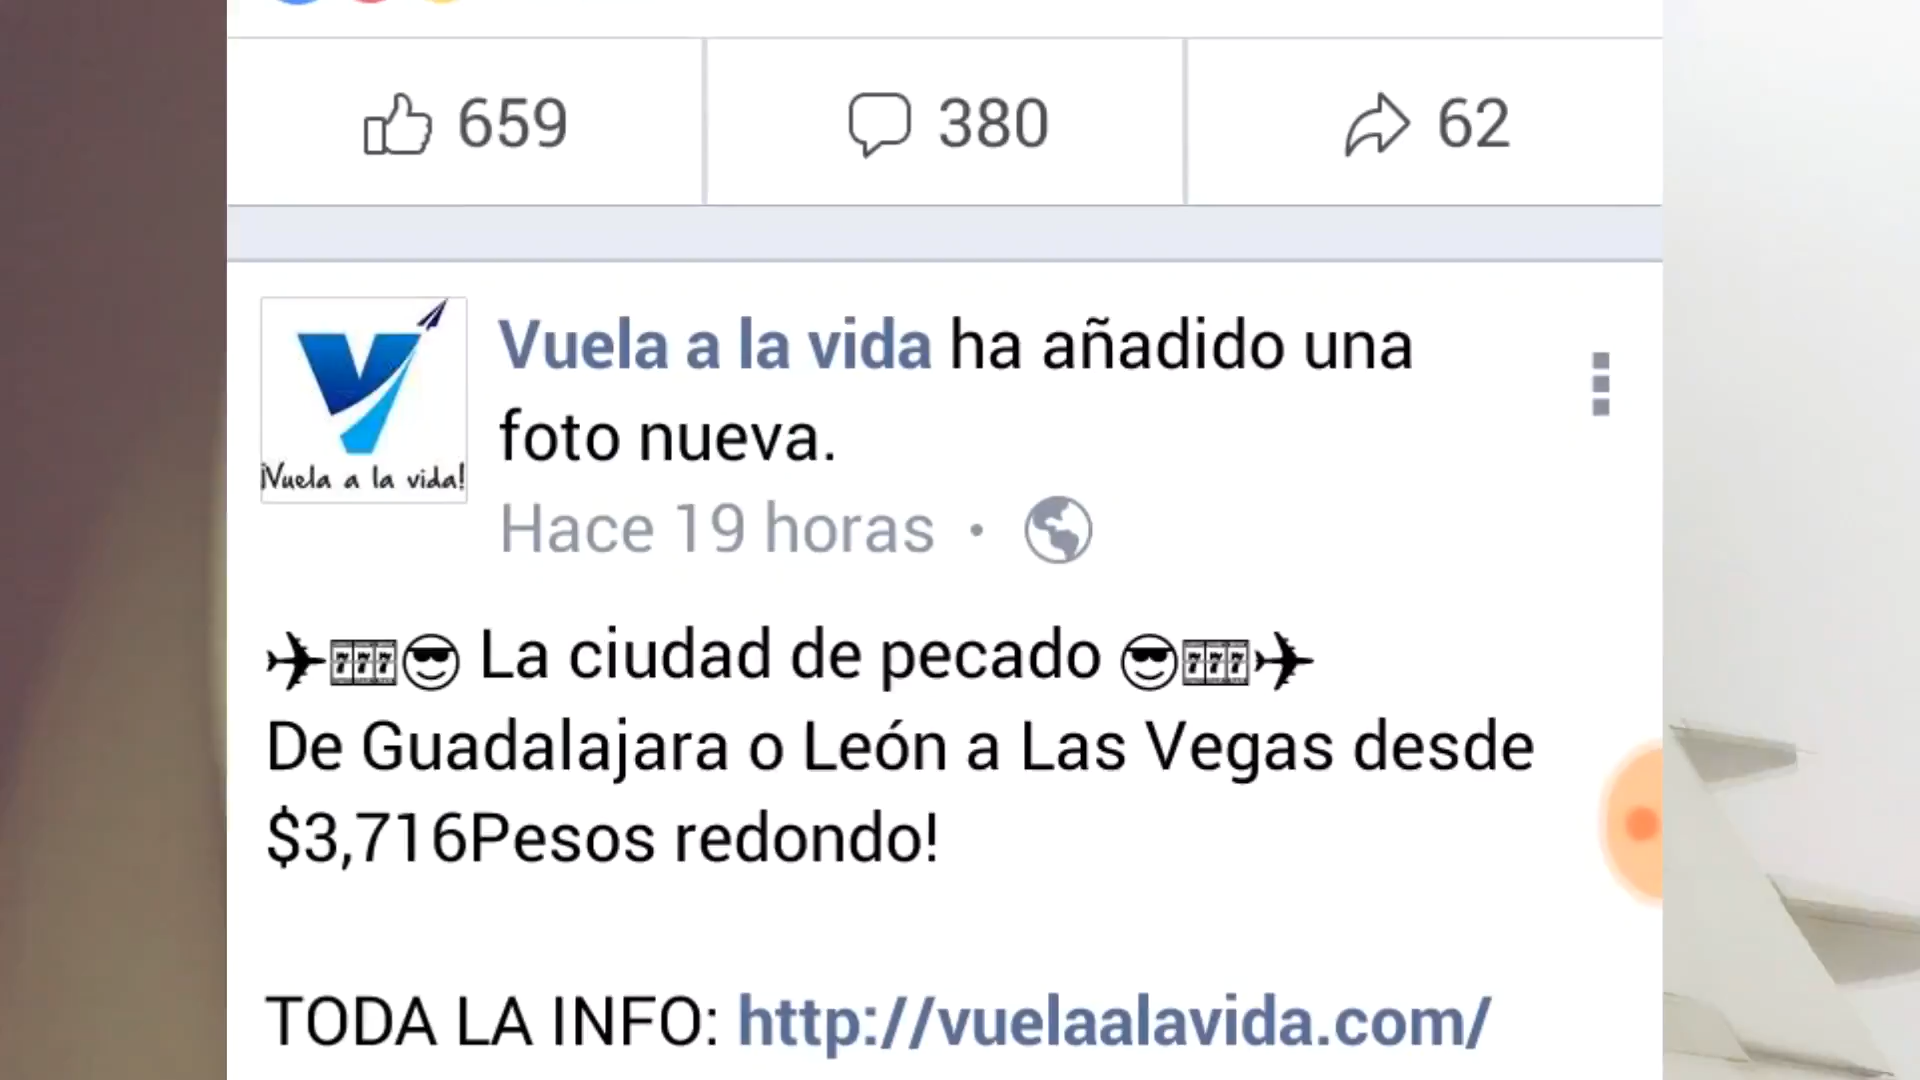 659 380 62
Vuela a la vida ha añadido una
foto nueva.
¡Vuela a la vida!
Hace 19 horas ·
✈🎰😎 La ciudad de pecado 😎🎰✈
De Guadalajara o León a Las Vegas desde
$3,716Pesos redondo!
TODA LA INFO: http://vuelaalavida.com/